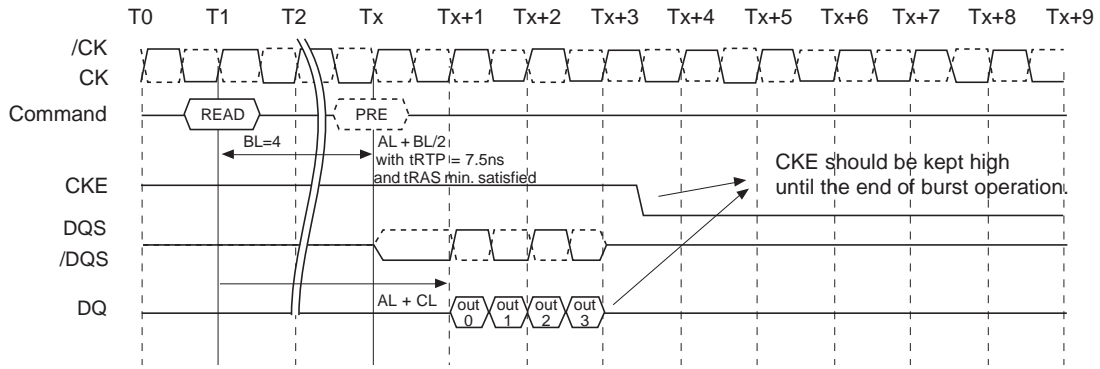 T0 T1 T2 Tx Tx+1 Tx+2 Tx+3 Tx+4 Tx+5 Tx+6 Tx+7 Tx+8 Tx+9
/CK
CK
Command READ PRE
BL=4 AL + BL/2
with tRTP = 7.5ns
and tRAS min. satisfied
CKE should be kept high
until the end of burst operation.
CKE
DQS
/DQS
AL + CL
DQ out 0 out 1 out 2 out 3